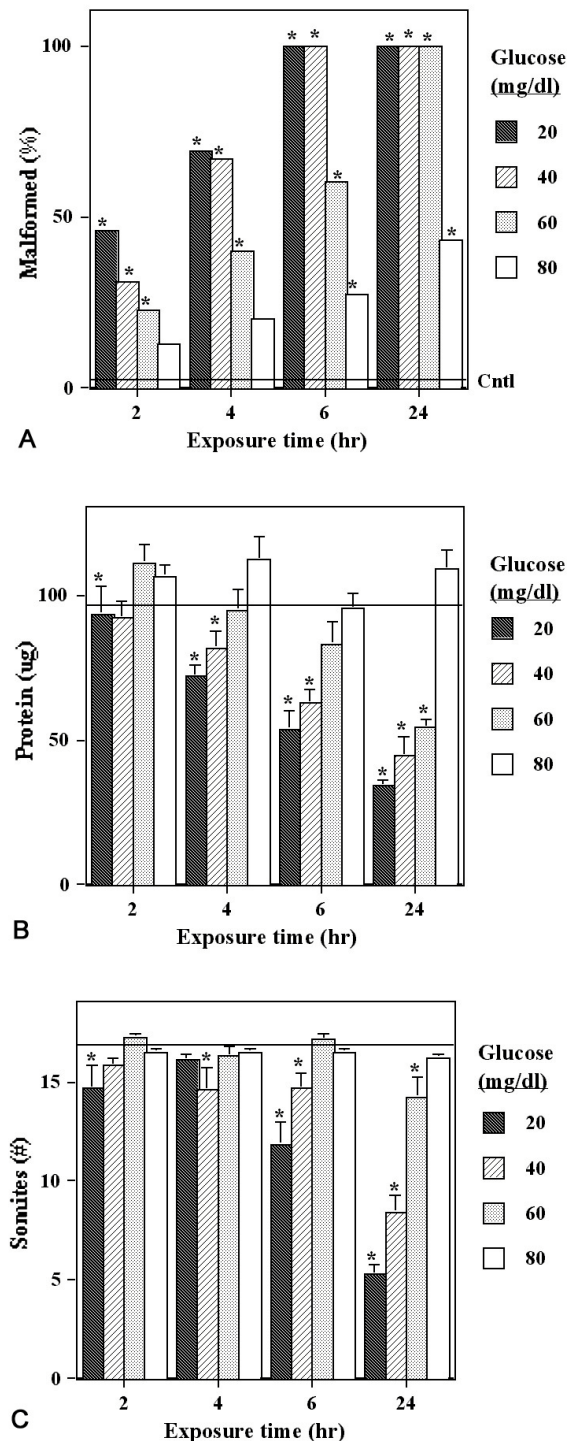 100
50
0
Malformed (%)
* * * * * * * * * * * * * *
Glucose
(mg/dl)
20
40
60
80
Cntl
2 4 6 24
Exposure time (hr)
A
100
50
0
Protein (ug)
* * * * * * * *
Glucose
(mg/dl)
20
40
60
80
2 4 6 24
Exposure time (hr)
B
15
10
5
0
Somites (#)
* * * * * * *
Glucose
(mg/dl)
20
40
60
80
2 4 6 24
Exposure time (hr)
C